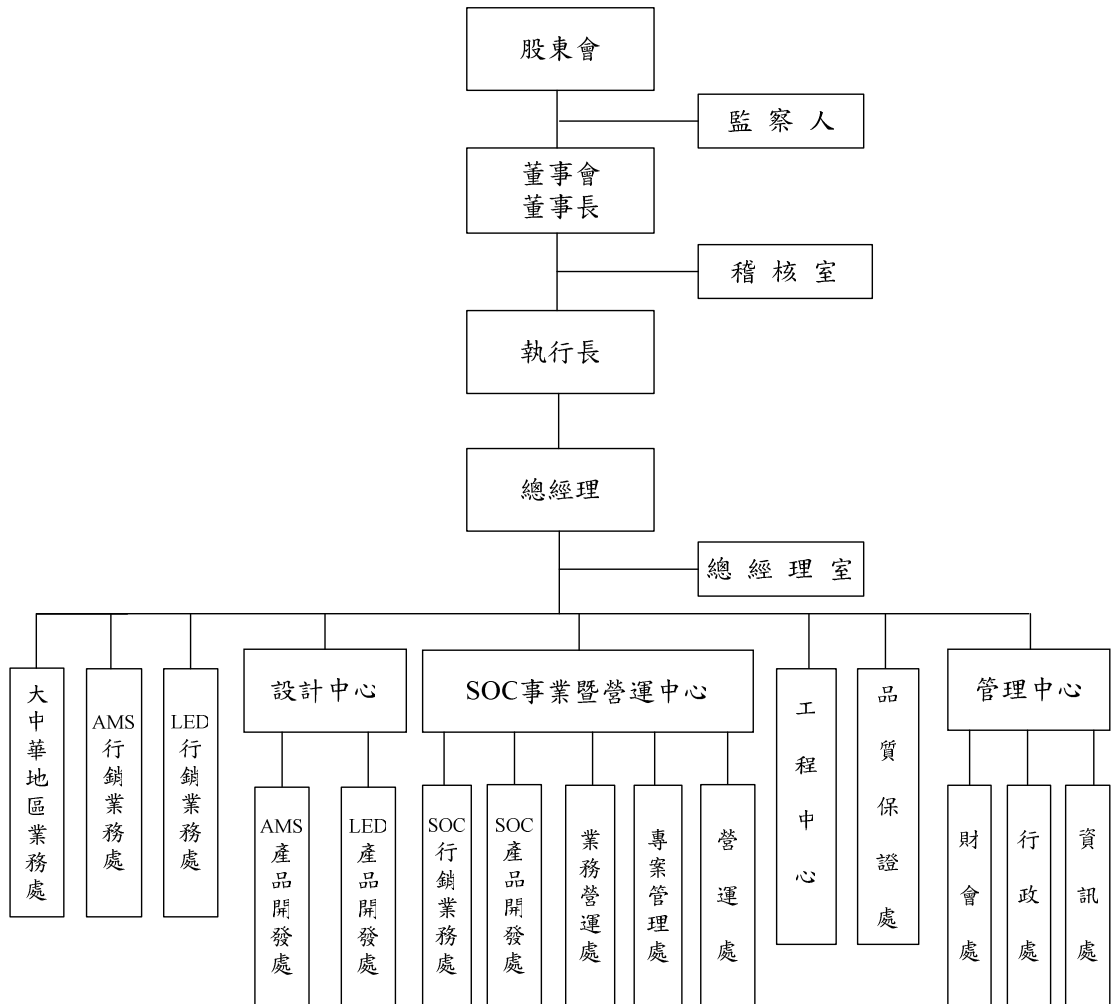 股東會
監察人
董事會
董事長
稽核室
執行長
總經理
總經理室
大中華地區業務處
AMS行銷業務處
LED行銷業務處
設計中心
SOC事業暨營運中心
工程中心
品質保證處
管理中心
AMS產品開發處
LED產品開發處
SOC行銷業務處
SOC產品開發處
業務營運處
專案管理處
營運處
財會處
行政處
資訊處